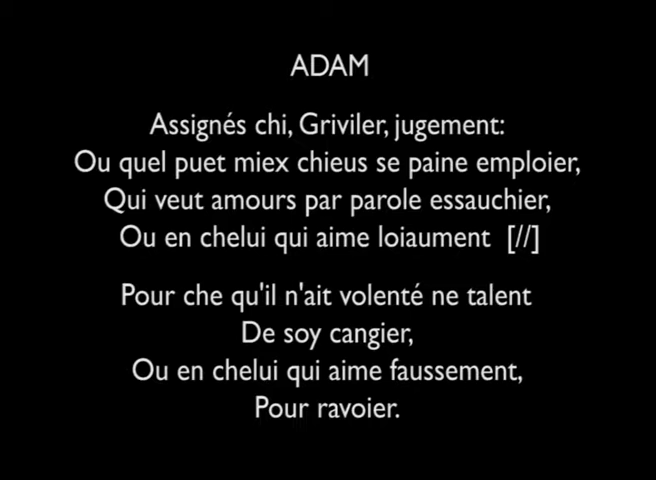 ADAM
Assignés chi, Griviler, jugement:
Ou quel puet miex chieus se paine emploier,
Qui veut amours par parole essauchier,
Ou en chelui qui aime loiaument [//]
Pour che qu'il n'ait volenté ne talent
De soy cangier,
Ou en chelui qui aime faussement,
Pour ravoier.